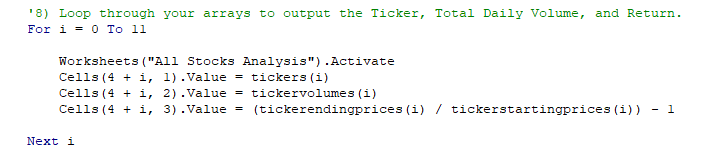 '8) Loop through your arrays to output the Ticker, Total Daily Volume, and Return.
For i = 0 To 11
Worksheets("All Stocks Analysis").Activate
Cells(4 + i, 1).Value = tickers(i)
Cells(4 + i, 2).Value = tickervolumes(i)
Cells(4 + i, 3).Value = (tickerendingprices(i) / tickerstartingprices(i)) - 1
Next i